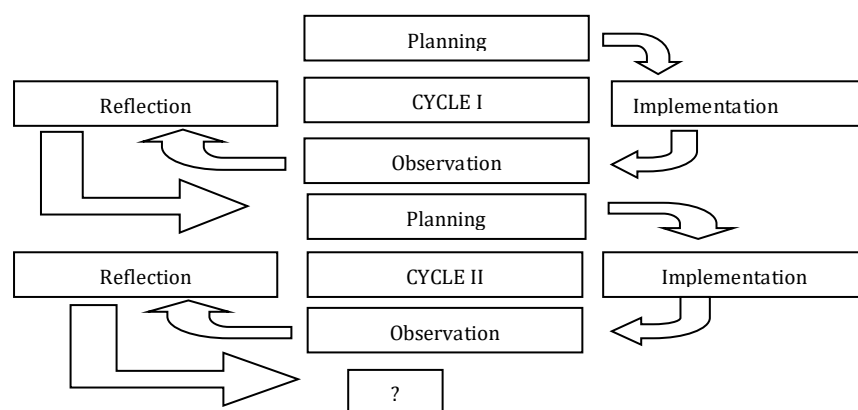 Planning
Reflection
CYCLE I
Implementation
Observation
Planning
Reflection
CYCLE II
Implementation
Observation
?